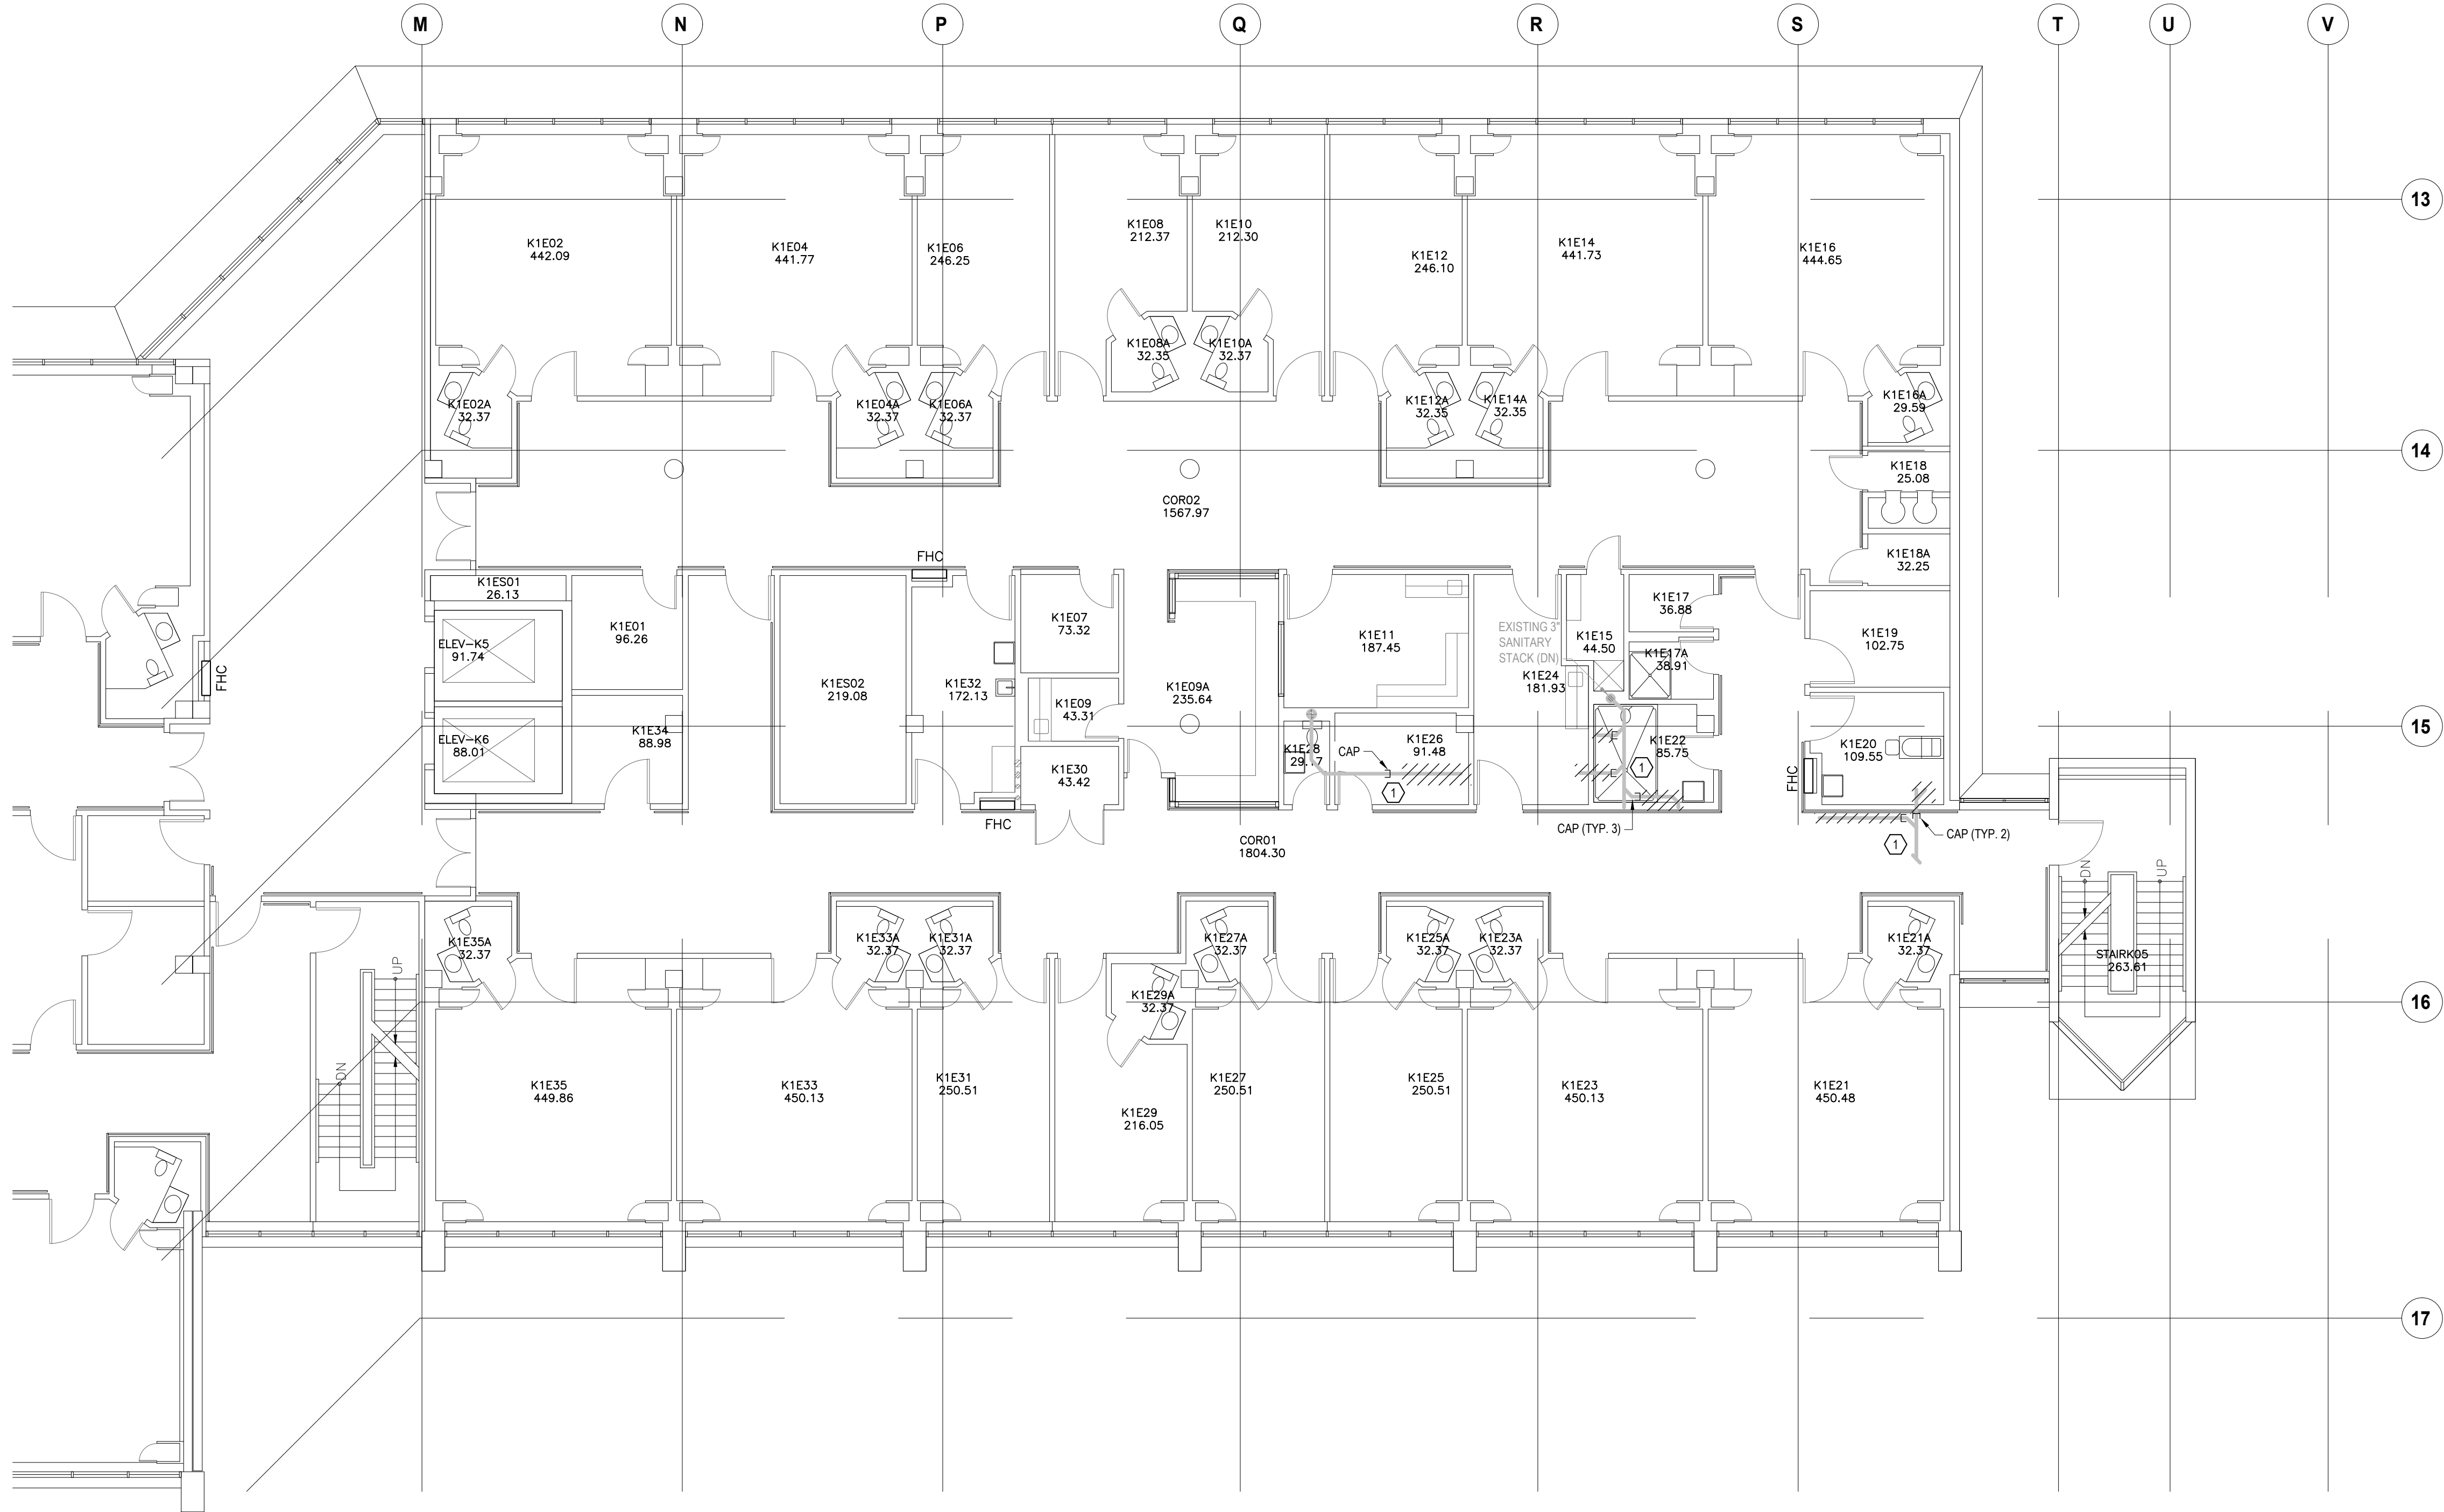 M
N
P
Q
R
S
T
U
V
13
K1E02
442.09
K1E04
441.77
K1E06
246.25
K1E08
212.37
K1E10
212.30
K1E12
246.10
K1E14
441.73
K1E16
444.65
K1E08A
32.35
K1E10A
32.37
K1E02A
32.37
K1E04A
32.37
K1E06A
32.37
K1E12A
32.35
K1E14A
32.35
K1E16A
29.59
14
K1E18
25.08
COR02
1567.97
FHC
K1E18A
32.25
K1ES01
26.13
K1E01
96.26
K1E07
73.32
K1E11
187.45
EXISTING 3"
SANITARY
STACK (DN)
K1E15
44.50
K1E17
36.88
K1E19
102.75
ELEV-K5
91.74
K1E17A
38.91
FHC
K1ES02
219.08
K1E32
172.13
K1E09A
235.64
K1E24
181.93
K1E09
43.31
15
ELEV-K6
88.01
K1E34
88.98
K1E28
29.17
CAP
K1E26
91.48
K1E22
85.75
K1E20
109.55
K1E30
43.42
1
1
FHC
FHC
CAP (TYP. 3)
CAP (TYP. 2)
1
COR01
1804.30
DN
UP
K1E35A
32.37
K1E33A
32.37
K1E31A
32.37
K1E27A
32.37
K1E25A
32.37
K1E23A
32.37
K1E21A
32.37
STAIRK05
263.61
UP
K1E29A
32.37
16
DN
K1E35
449.86
K1E33
450.13
K1E31
250.51
K1E29
216.05
K1E27
250.51
K1E25
250.51
K1E23
450.13
K1E21
450.48
17